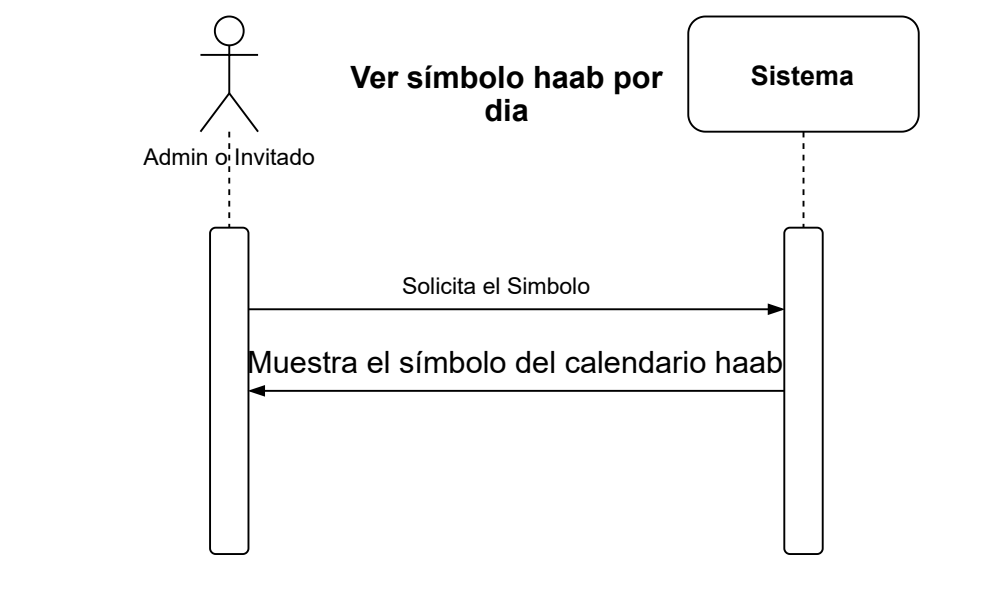 Ver símbolo haab por
dia
Sistema
Admin o Invitado
Solicita el Simbolo
Muestra el símbolo del calendario haab